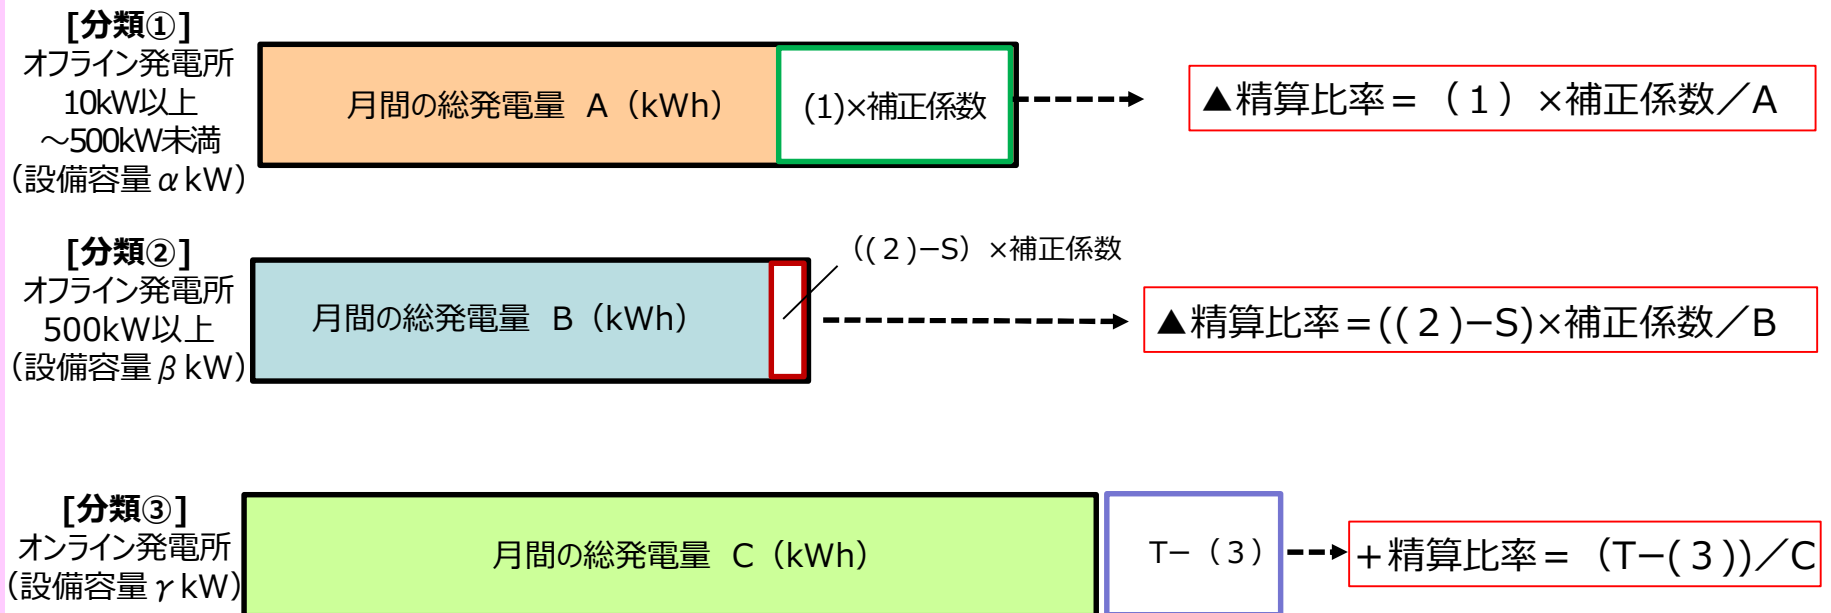 [分類①]
オフライン発電所
10kW以上
～500kW未満
（設備容量αkW）
月間の総発電量 A（kWh）
(1)×補正係数
▲精算比率＝（１）×補正係数／A
[分類②]
オフライン発電所
500kW以上
（設備容量βkW）
月間の総発電量 B（kWh）
（(２)−S）×補正係数
▲精算比率＝((２)−S)×補正係数／B
[分類③]
オンライン発電所
（設備容量γkW）
月間の総発電量 C（kWh）
T−（３）
＋精算比率＝（T−(３))／C